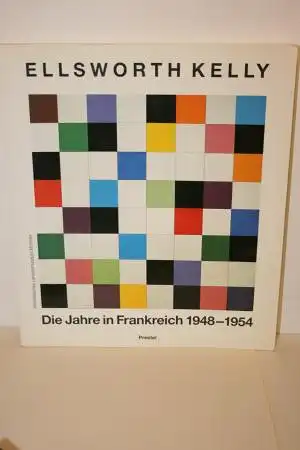 ELLSWORTH KELLY
Die Jahre in Frankreich 1948–1954
Prestel